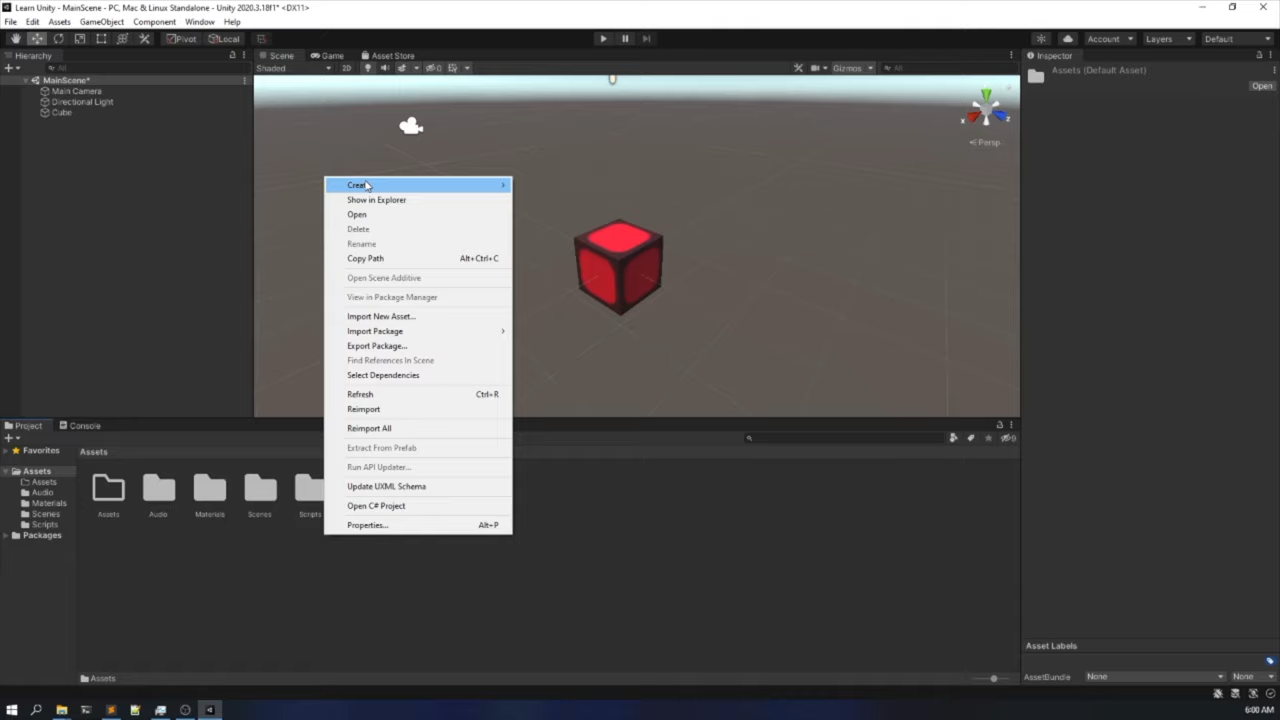 Learn Unity - MainScene - PC, Mac & Linux Standalone - Unity 2020.3.18f1* <DX11>
File Edit Assets GameObject Component Window Help
Pivot Local Account Layers Default
Hierarchy Scene Game Asset Store Inspector
All Shaded 2D Gizmos All
MainScene*
Assets (Default Asset)
Open
Main Camera
Directional Light
Cube
x z
Persp
Create
Show in Explorer
Open
Delete
Rename
Copy Path Alt+Ctrl+C
Open Scene Additive
View in Package Manager
Import New Asset...
Import Package
Export Package...
Find References In Scene
Select Dependencies
Refresh Ctrl+R
Reimport
Reimport All
Extract From Prefab
Run API Updater...
Update UXML Schema
Open C# Project
Properties... Alt+P
Project Console
Favorites
Assets
Assets
Audio
Materials
Scenes
Scripts
Packages
Assets
Assets Audio Materials Scenes Scripts
Assets
Asset Labels
AssetBundle None None
6:00 AM